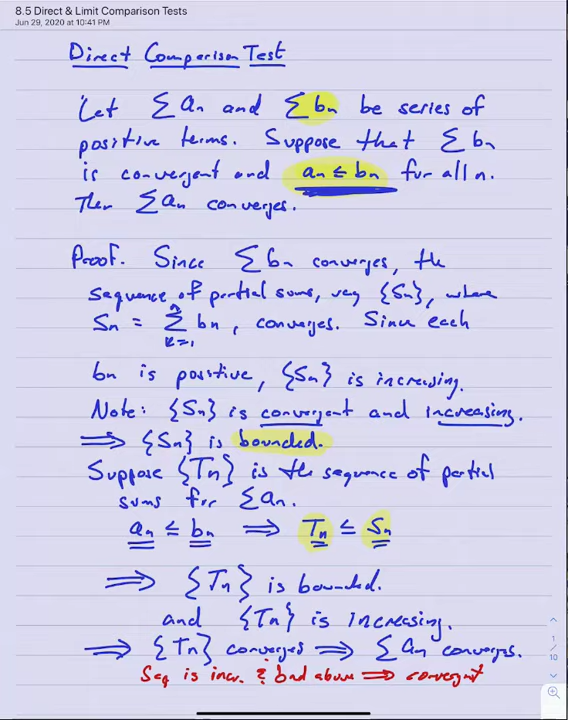 8.5 Direct & Limit Comparison Tests
Jun 29, 2020 at 10:41 PM
Direct Comparison Test
Let Σ an and Σ bn be series of
positive terms. Suppose that Σ bn
is convergent and an ≤ bn for all n.
Then Σ an converges.
Proof. Since Σ bn converges, the
sequence of partial sums, say {Sn}, where
Sn = n Σ k=1 bn, converges. Since each
bn is positive, {Sn} is increasing.
Note: {Sn} is convergent and increasing.
⟹ {Sn} is bounded.
Suppose {Tn} is the sequence of partial
sums for Σ an.
an ≤ bn ⟹ Tn ≤ Sn
⟹ {Tn} is bounded.
and {Tn} is increasing.
⟹ {Tn} converges ⟹ Σ an converges.
Seq is incr. & bnd above ⟹ convergent
1
/
10